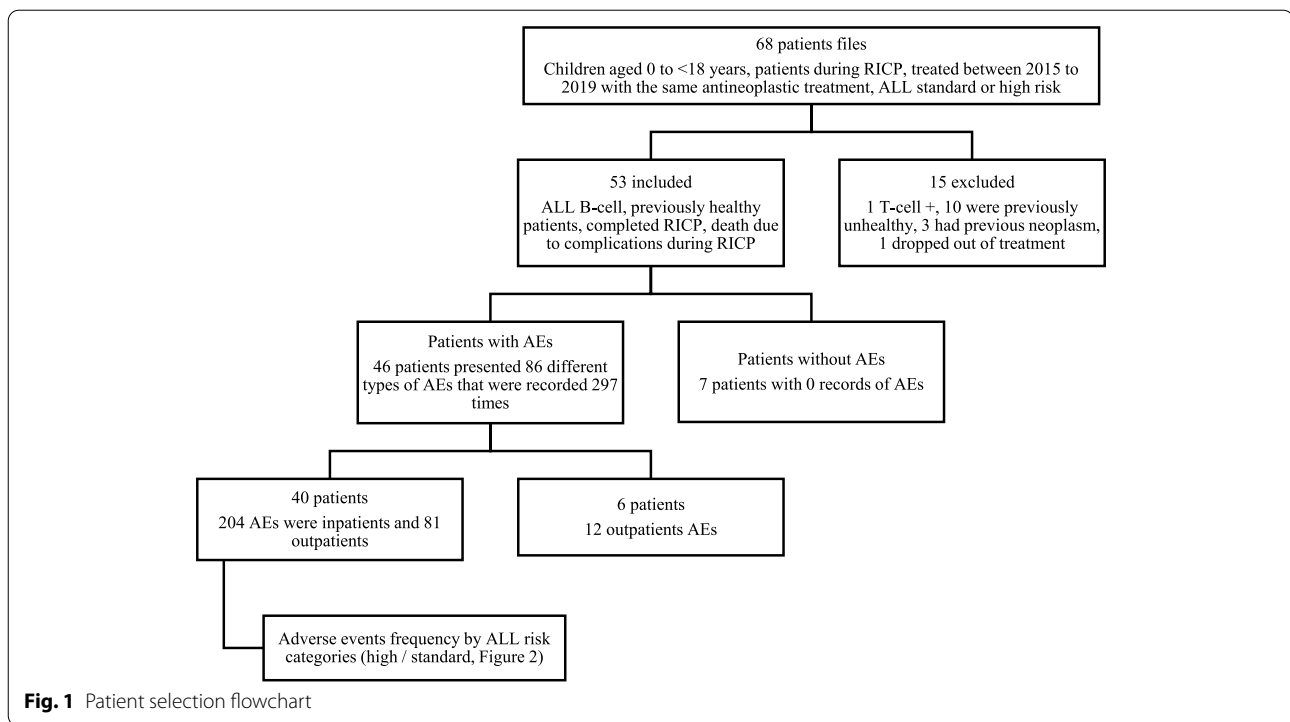 68 patients files
Children aged 0 to <18 years, patients during RICP, treated between 2015 to
2019 with the same antineoplastic treatment, ALL standard or high risk
53 included
ALL B-cell, previously healthy
patients, completed RICP, death due
to complications during RICP
15 excluded
1 T-cell +, 10 were previously
unhealthy, 3 had previous neoplasm,
1 dropped out of treatment
Patients with AEs
46 patients presented 86 different
types of AEs that were recorded 297
times
Patients without AEs
7 patients with 0 records of AEs
40 patients
204 AEs were inpatients and 81
outpatients
6 patients
12 outpatients AEs
Adverse events frequency by ALL risk
categories (high / standard, Figure 2)
Fig. 1 Patient selection flowchart